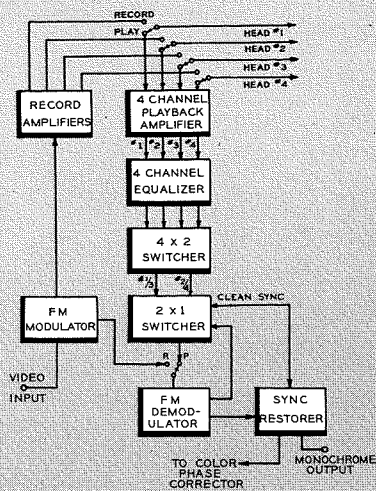 RECORD
PLAY
HEAD #1
HEAD #2
HEAD #3
HEAD #4
RECORD
AMPLIFIERS
4 CHANNEL
PLAYBACK
AMPLIFIER
#1 #2 #3 #4
4 CHANNEL
EQUALIZER
4 X 2
SWITCHER
#1/3 #2/4
CLEAN SYNC
FM
MODULATOR
2 X 1
SWITCHER
R P
VIDEO
INPUT
FM
DEMOD-
ULATOR
SYNC
RESTORER
TO COLOR
PHASE
CORRECTOR
MONOCHROME
OUTPUT